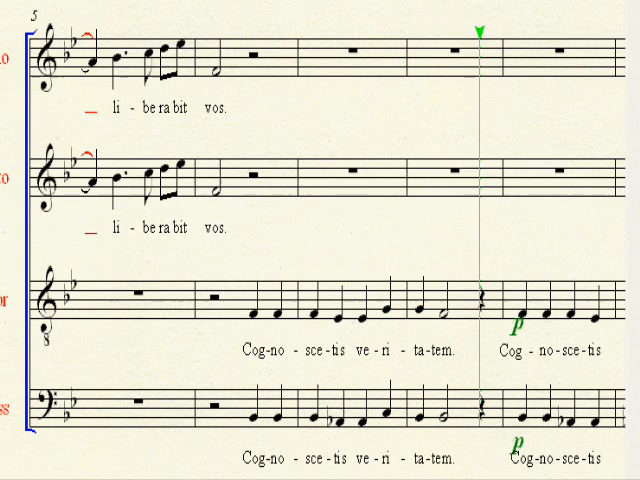 5
o
li - be ra bit vos.
to
li - be ra bit vos.
or
8
p
Cog-no - sce-tis ve-ri - ta-tem. Cog - no-sce-tis
ss
p
Cog-no - sce-tis ve-ri - ta-tem. Cog-no-sce-tis